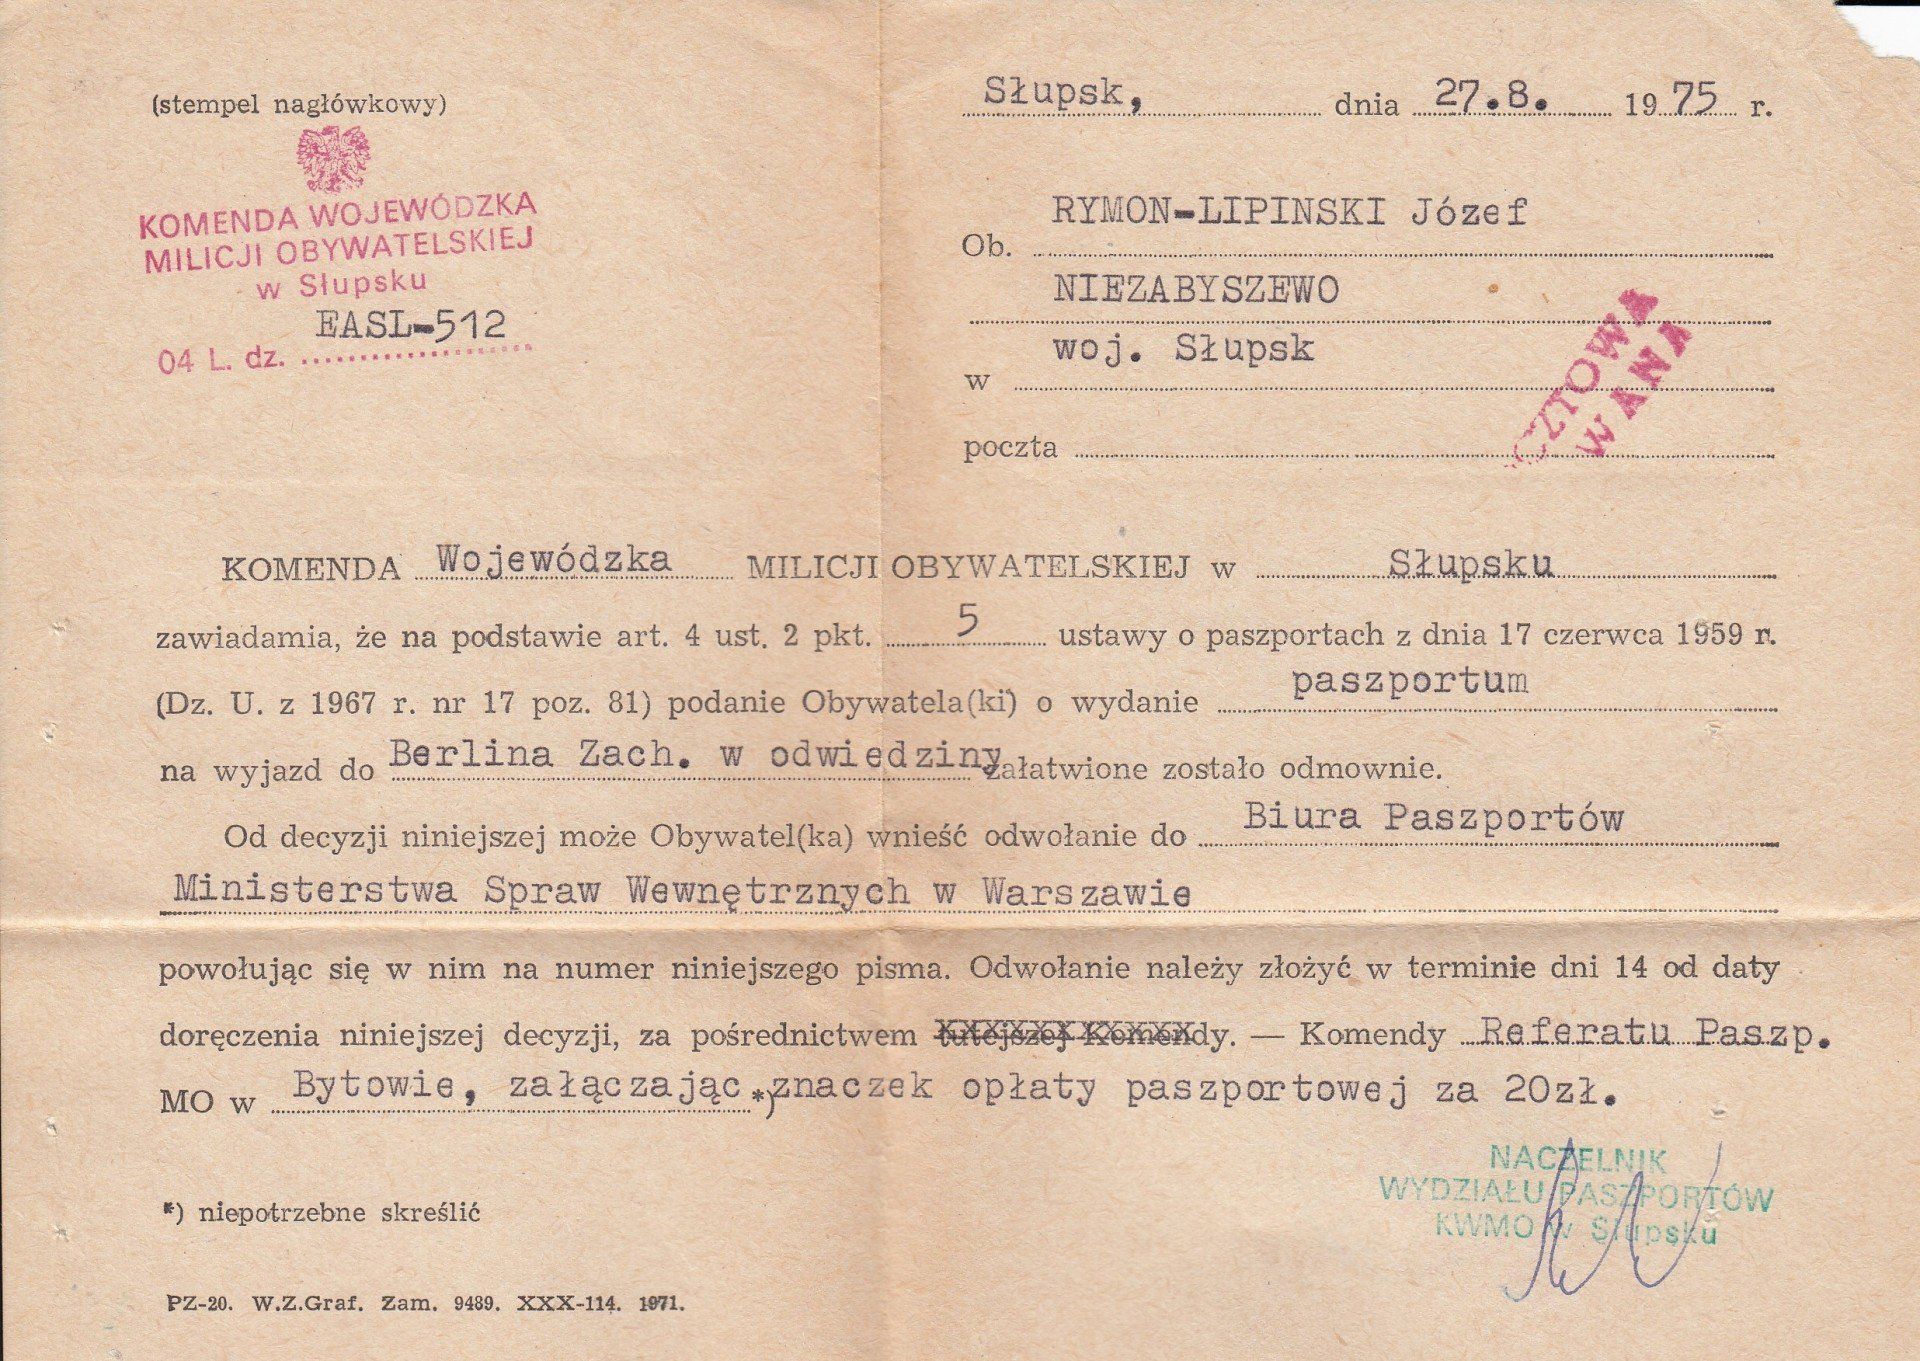 (stempel nagłówkowy)
KOMENDA WOJEWÓDZKA
MILICJI OBYWATELSKIEJ
w Słupsku
EASL-512
04 L. dz. ....................
Słupsk, dnia 27.8. 1975 r.
RYMON-LIPINSKI Józef
Ob.
NIEZABYSZEWO
woj. Słupsk
w
poczta
CZTOWA
WANA
KOMENDA Wojewódzka MILICJI OBYWATELSKIEJ w Słupsku
zawiadamia, że na podstawie art. 4 ust. 2 pkt. 5 ustawy o paszportach z dnia 17 czerwca 1959 r.
(Dz. U. z 1967 r. nr 17 poz. 81) podanie Obywatela(ki) o wydanie paszportum
na wyjazd do Berlina Zach. w odwiedziny załatwione zostało odmownie.
Od decyzji niniejszej może Obywatel(ka) wnieść odwołanie do Biura Paszportów
Ministerstwa Spraw Wewnętrznych w Warszawie
powołując się w nim na numer niniejszego pisma. Odwołanie należy złożyć w terminie dni 14 od daty
doręczenia niniejszej decyzji, za pośrednictwem tutejszej Komendy. — Komendy Referatu Paszp.
MO w Bytowie, załączając *) znaczek opłaty paszportowej za 20zł.
NACZELNIK
WYDZIAŁU PASZPORTÓW
KWMO w Słupsku
*) niepotrzebne skreślić
PZ-20. W.Z.Graf. Zam. 9489. XXX-114. 1971.